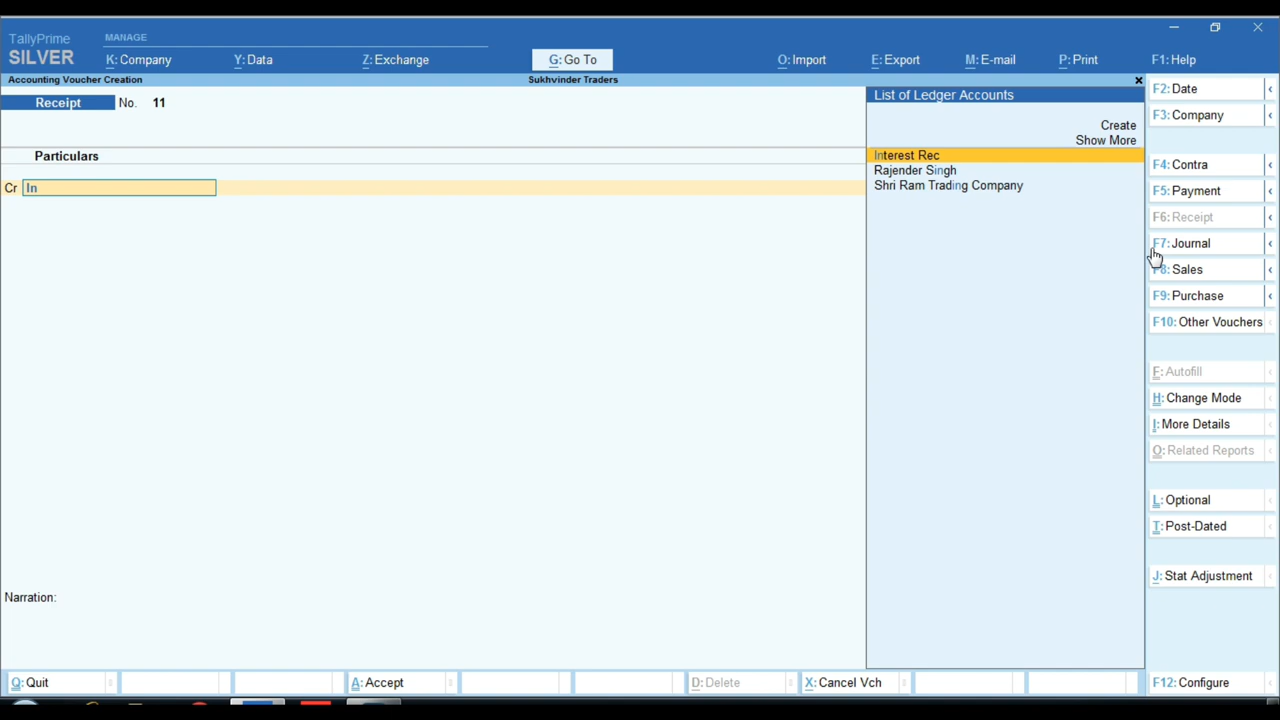 TallyPrime
SILVER
MANAGE
K: Company
Y: Data
Z: Exchange
G: Go To
O: Import
E: Export
M: E-mail
P: Print
F1: Help
Accounting Voucher Creation
Sukhvinder Traders
Receipt No. 11
Particulars
Cr In
List of Ledger Accounts
Create
Show More
Interest Rec
Rajender Singh
Shri Ram Trading Company
F2: Date
F3: Company
F4: Contra
F5: Payment
F6: Receipt
F7: Journal
F8: Sales
F9: Purchase
F10: Other Vouchers
F: Autofill
H: Change Mode
I: More Details
O: Related Reports
L: Optional
T: Post-Dated
J: Stat Adjustment
Narration:
Q: Quit
A: Accept
D: Delete
X: Cancel Vch
F12: Configure